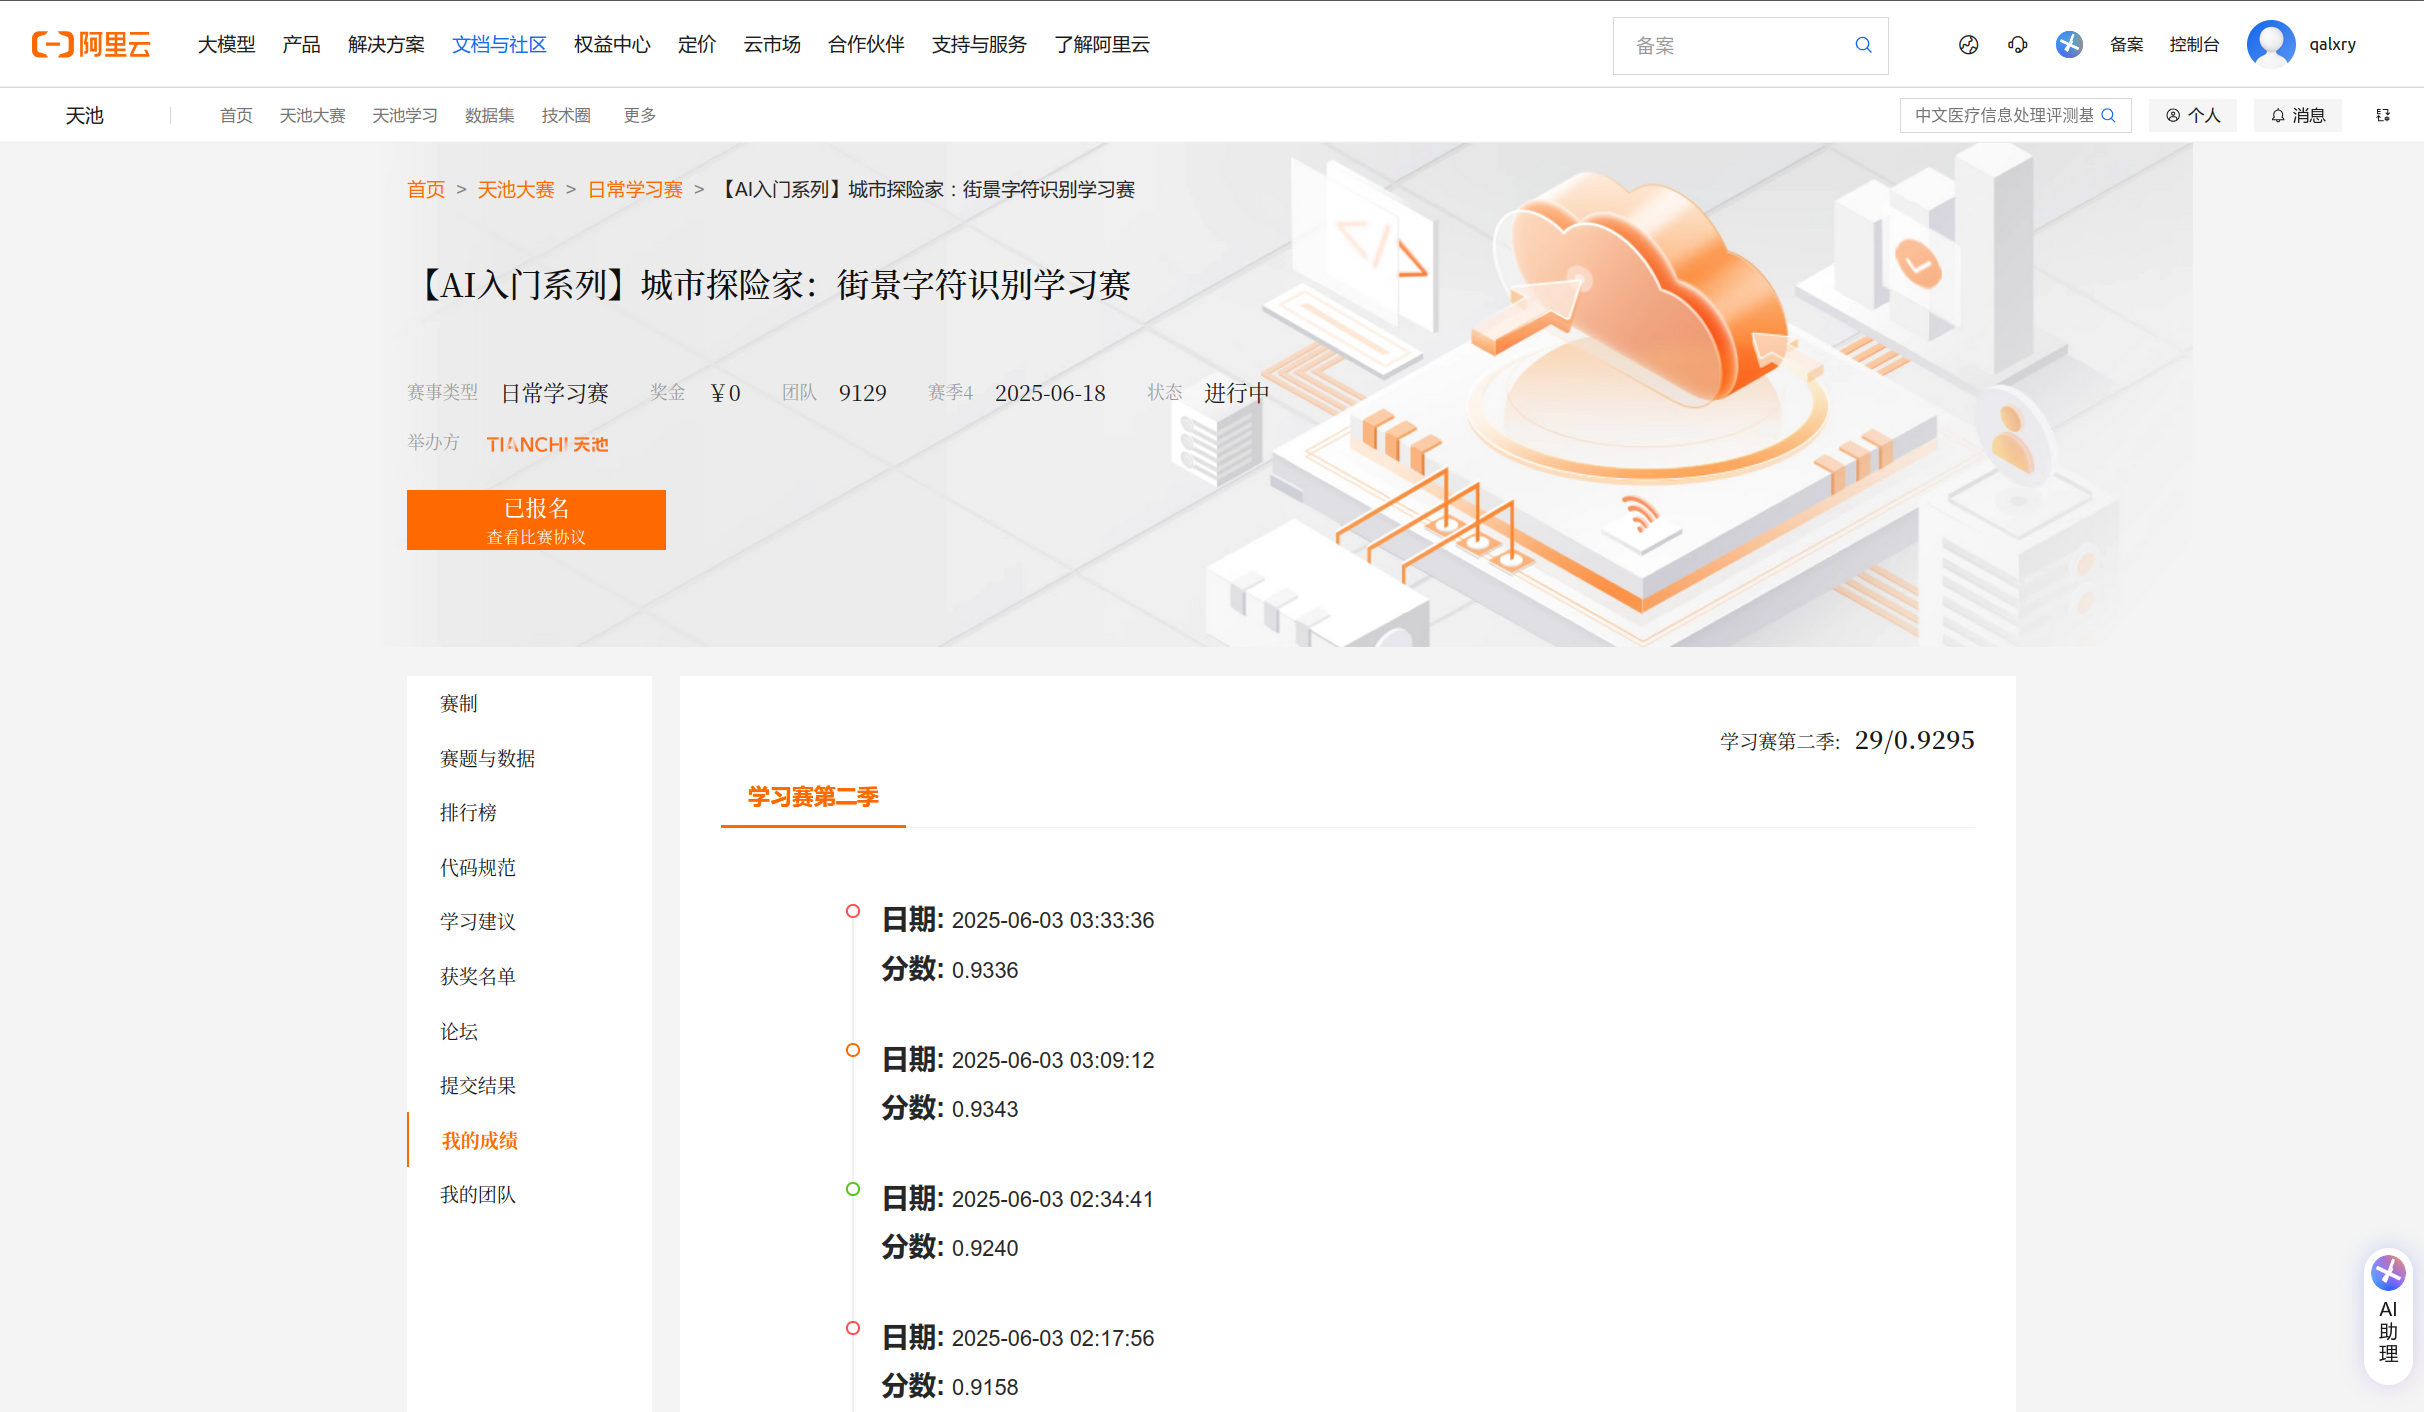 阿里云 大模型 产品 解决方案 文档与社区 权益中心 定价 云市场 合作伙伴 支持与服务 了解阿里云 备案 备案 控制台 qalxry
天池 首页 天池大赛 天池学习 数据集 技术圈 更多 中文医疗信息处理评测基 个人 消息
首页 > 天池大赛 > 日常学习赛 > 【AI入门系列】城市探险家：街景字符识别学习赛
【AI入门系列】城市探险家：街景字符识别学习赛
赛事类型 日常学习赛 奖金 ￥0 团队 9129 赛季4 2025-06-18 状态 进行中
举办方 TIANCHI天池
已报名
查看比赛协议
赛制
赛题与数据
排行榜
代码规范
学习建议
获奖名单
论坛
提交结果
我的成绩
我的团队
学习赛第二季: 29/0.9295
学习赛第二季
日期: 2025-06-03 03:33:36
分数: 0.9336
日期: 2025-06-03 03:09:12
分数: 0.9343
日期: 2025-06-03 02:34:41
分数: 0.9240
日期: 2025-06-03 02:17:56
分数: 0.9158
AI
助
理